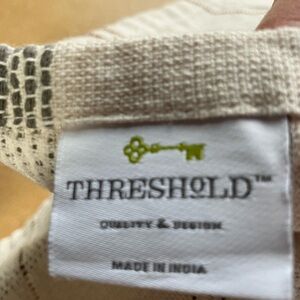 THRESHOLD™
QUALITY & DESIGN
MADE IN INDIA